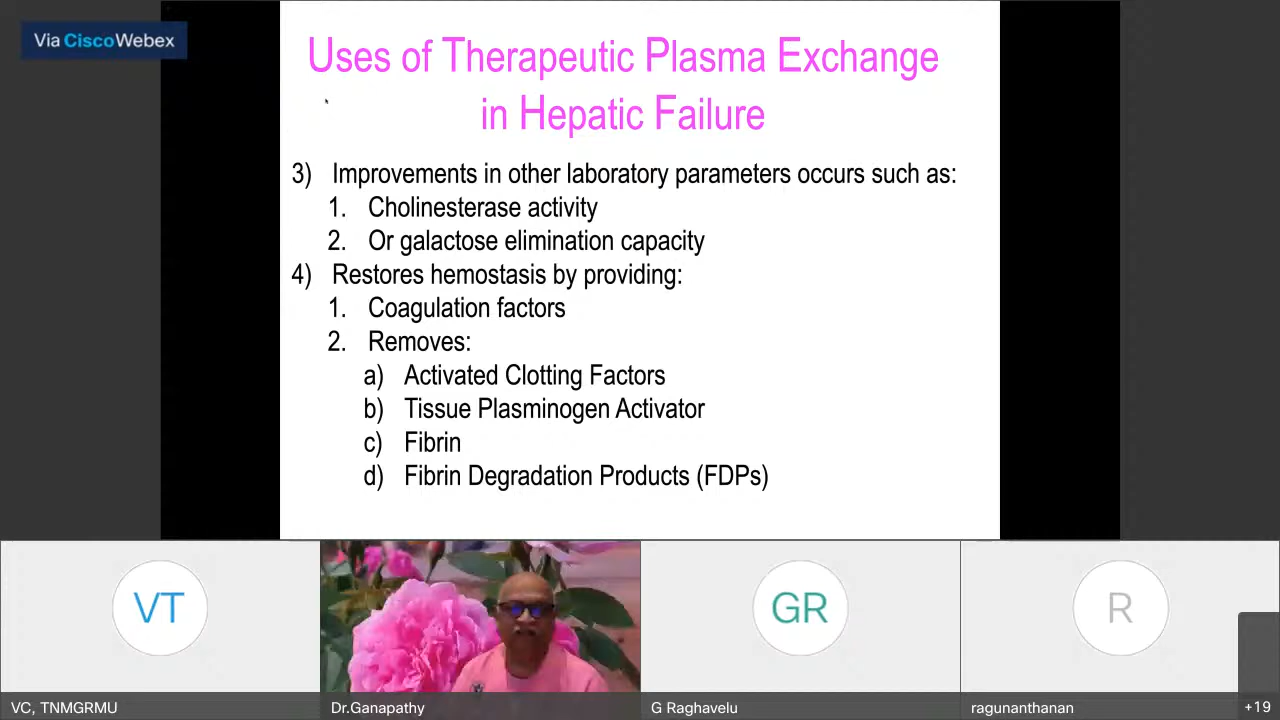 Via CiscoWebex
Uses of Therapeutic Plasma Exchange
in Hepatic Failure
3) Improvements in other laboratory parameters occurs such as:
1. Cholinesterase activity
2. Or galactose elimination capacity
4) Restores hemostasis by providing:
1. Coagulation factors
2. Removes:
a) Activated Clotting Factors
b) Tissue Plasminogen Activator
c) Fibrin
d) Fibrin Degradation Products (FDPs)
VT
GR
R
VC, TNMGRMU
Dr.Ganapathy
G Raghavelu
ragunanthanan
+19